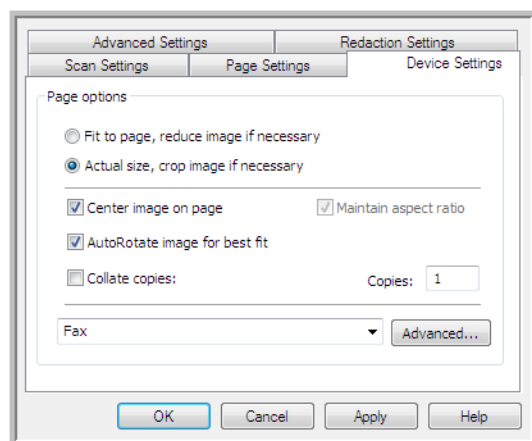 Advanced Settings Redaction Settings
Scan Settings Page Settings Device Settings
Page options
Fit to page, reduce image if necessary
Actual size, crop image if necessary
Center image on page Maintain aspect ratio
AutoRotate image for best fit
Collate copies: Copies: 1
Fax Advanced...
OK Cancel Apply Help